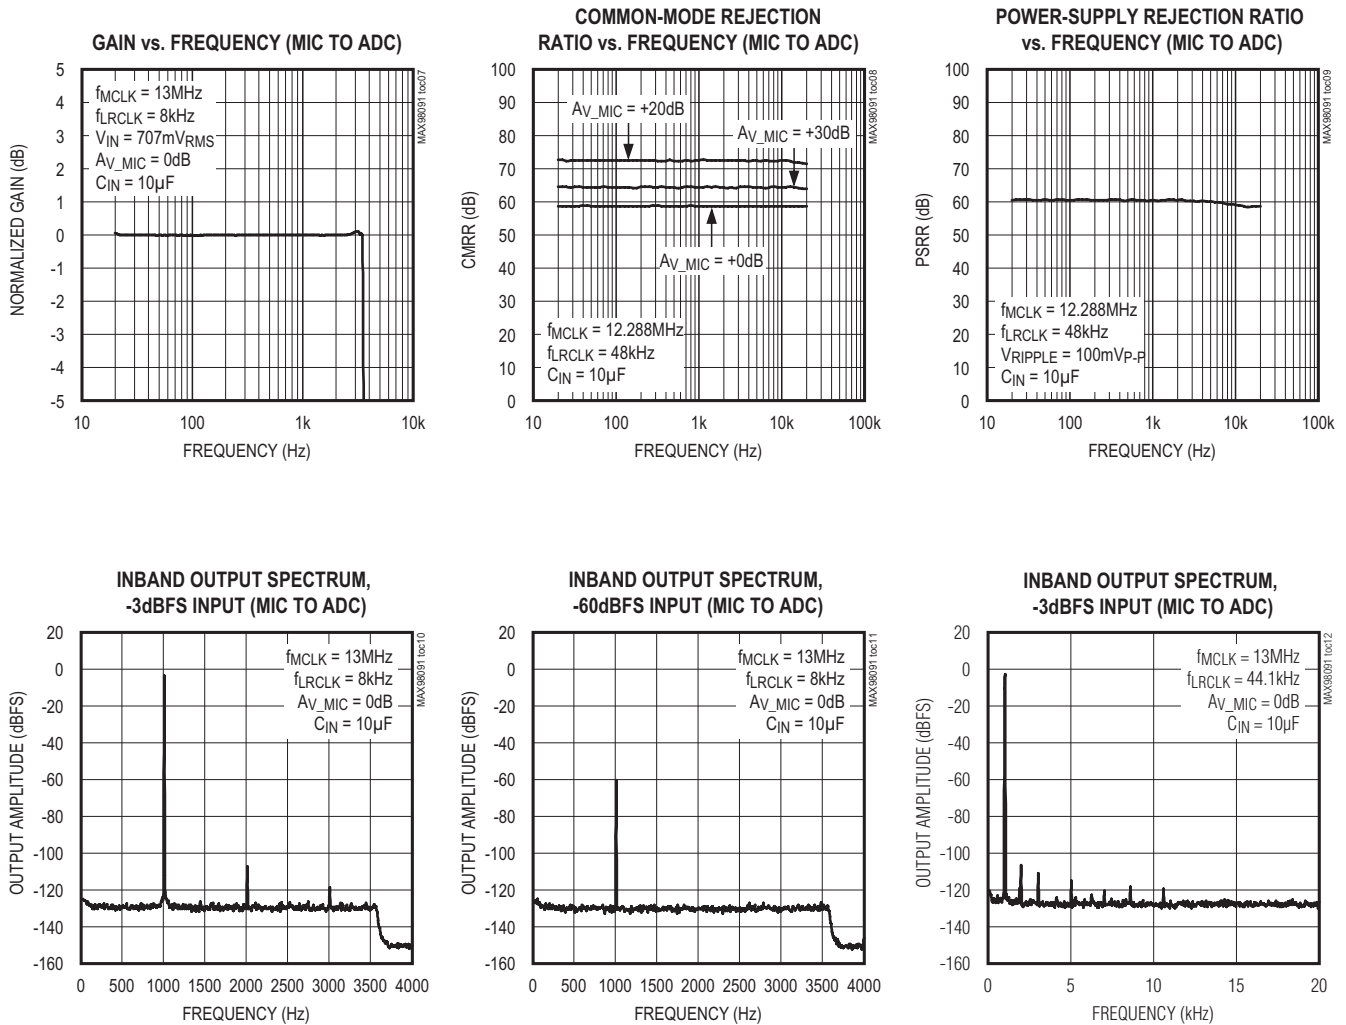 GAIN vs. FREQUENCY (MIC TO ADC)
5
4
3
2
1
0
-1
-2
-3
-4
-5
NORMALIZED GAIN (dB)
fMCLK = 13MHz
fLRCLK = 8kHz
VIN = 707mVRMS
AV_MIC = 0dB
CIN = 10µF
MAX98091 toc07
10
100
1k
10k
FREQUENCY (Hz)
COMMON-MODE REJECTION
RATIO vs. FREQUENCY (MIC TO ADC)
100
90
80
70
60
50
40
30
20
10
0
CMRR (dB)
AV_MIC = +20dB
AV_MIC = +30dB
AV_MIC = +0dB
fMCLK = 12.288MHz
fLRCLK = 48kHz
CIN = 10µF
MAX98091 toc08
10
100
1k
10k
100k
FREQUENCY (Hz)
POWER-SUPPLY REJECTION RATIO
vs. FREQUENCY (MIC TO ADC)
100
90
80
70
60
50
40
30
20
10
0
PSRR (dB)
fMCLK = 12.288MHz
fLRCLK = 48kHz
VRIPPLE = 100mVP-P
CIN = 10µF
MAX98091 toc09
10
100
1k
10k
100k
FREQUENCY (Hz)
INBAND OUTPUT SPECTRUM,
-3dBFS INPUT (MIC TO ADC)
20
0
-20
-40
-60
-80
-100
-120
-140
-160
OUTPUT AMPLITUDE (dBFS)
fMCLK = 13MHz
fLRCLK = 8kHz
AV_MIC = 0dB
CIN = 10µF
MAX98091 toc10
0
500
1000
1500
2000
2500
3000
3500
4000
FREQUENCY (Hz)
INBAND OUTPUT SPECTRUM,
-60dBFS INPUT (MIC TO ADC)
20
0
-20
-40
-60
-80
-100
-120
-140
-160
OUTPUT AMPLITUDE (dBFS)
fMCLK = 13MHz
fLRCLK = 8kHz
AV_MIC = 0dB
CIN = 10µF
MAX98091 toc11
0
500
1000
1500
2000
2500
3000
3500
4000
FREQUENCY (Hz)
INBAND OUTPUT SPECTRUM,
-3dBFS INPUT (MIC TO ADC)
20
0
-20
-40
-60
-80
-100
-120
-140
-160
OUTPUT AMPLITUDE (dBFS)
fMCLK = 13MHz
fLRCLK = 44.1kHz
AV_MIC = 0dB
CIN = 10µF
MAX98091 toc12
0
5
10
15
20
FREQUENCY (kHz)